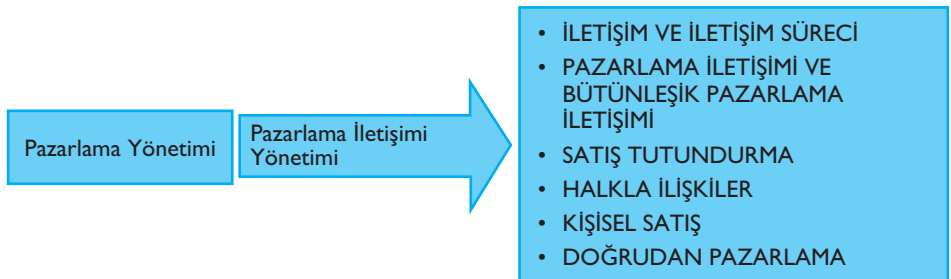 Pazarlama Yönetimi
Pazarlama İletişimi
Yönetimi
• İLETİŞİM VE İLETİŞİM SÜRECİ
• PAZARLAMA İLETİŞİMİ VE
BÜTÜNLEŞİK PAZARLAMA
İLETİŞİMİ
• SATIŞ TUTUNDURMA
• HALKLA İLİŞKİLER
• KİŞİSEL SATIŞ
• DOĞRUDAN PAZARLAMA